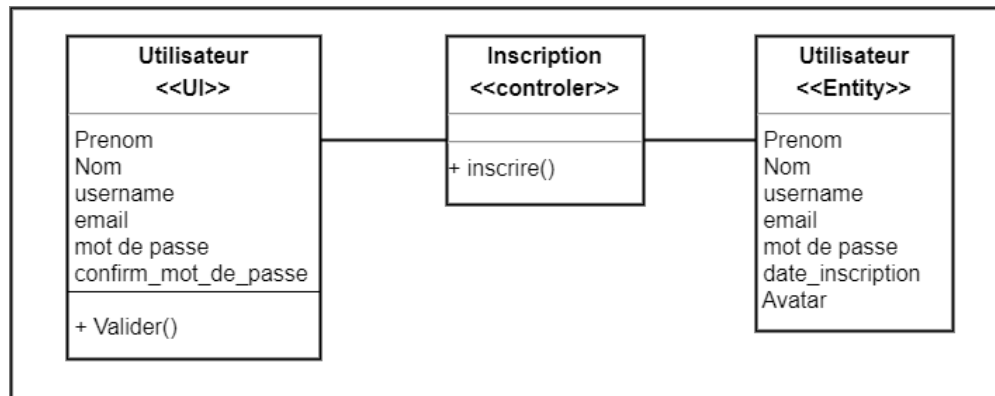 Utilisateur
<<UI>>
Prenom
Nom
username
email
mot de passe
confirm_mot_de_passe
+ Valider()
Inscription
<<controler>>
+ inscrire()
Utilisateur
<<Entity>>
Prenom
Nom
username
email
mot de passe
date_inscription
Avatar